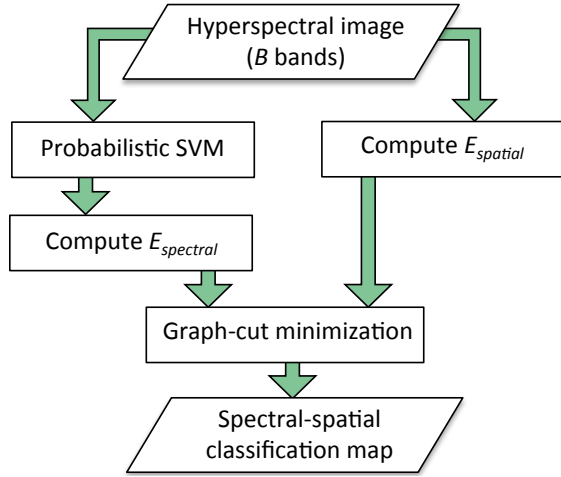 Hyperspectral image
(B bands)
Probabilistic SVM
Compute E_spatial
Compute E_spectral
Graph-cut minimization
Spectral-spatial
classification map